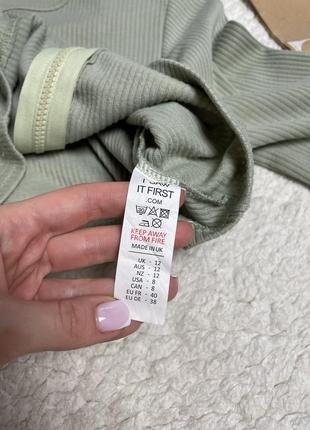 I SAW
IT FIRST
.COM
KEEP AWAY
FROM FIRE
MADE IN UK
UK - 12
AUS - 12
NZ - 12
USA - 8
CAN - 8
EU FR - 40
EU DE - 38